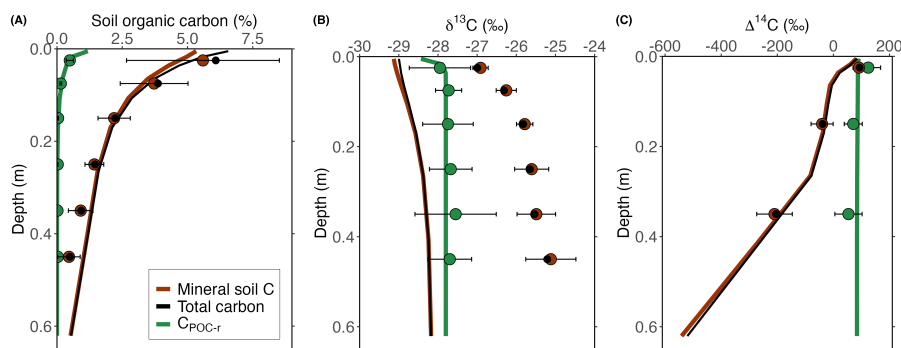 (A) Soil organic carbon (%)
0.0 2.5 5.0 7.5
0.0
0.2
0.4
0.6
Depth (m)
Mineral soil C
Total carbon
C_POC-r
(B) δ¹³C (‰)
-30 -29 -28 -27 -26 -25 -24
0.0
0.2
0.4
0.6
Depth (m)
(C) Δ¹⁴C (‰)
-600 -400 -200 0 200
0.0
0.2
0.4
0.6
Depth (m)